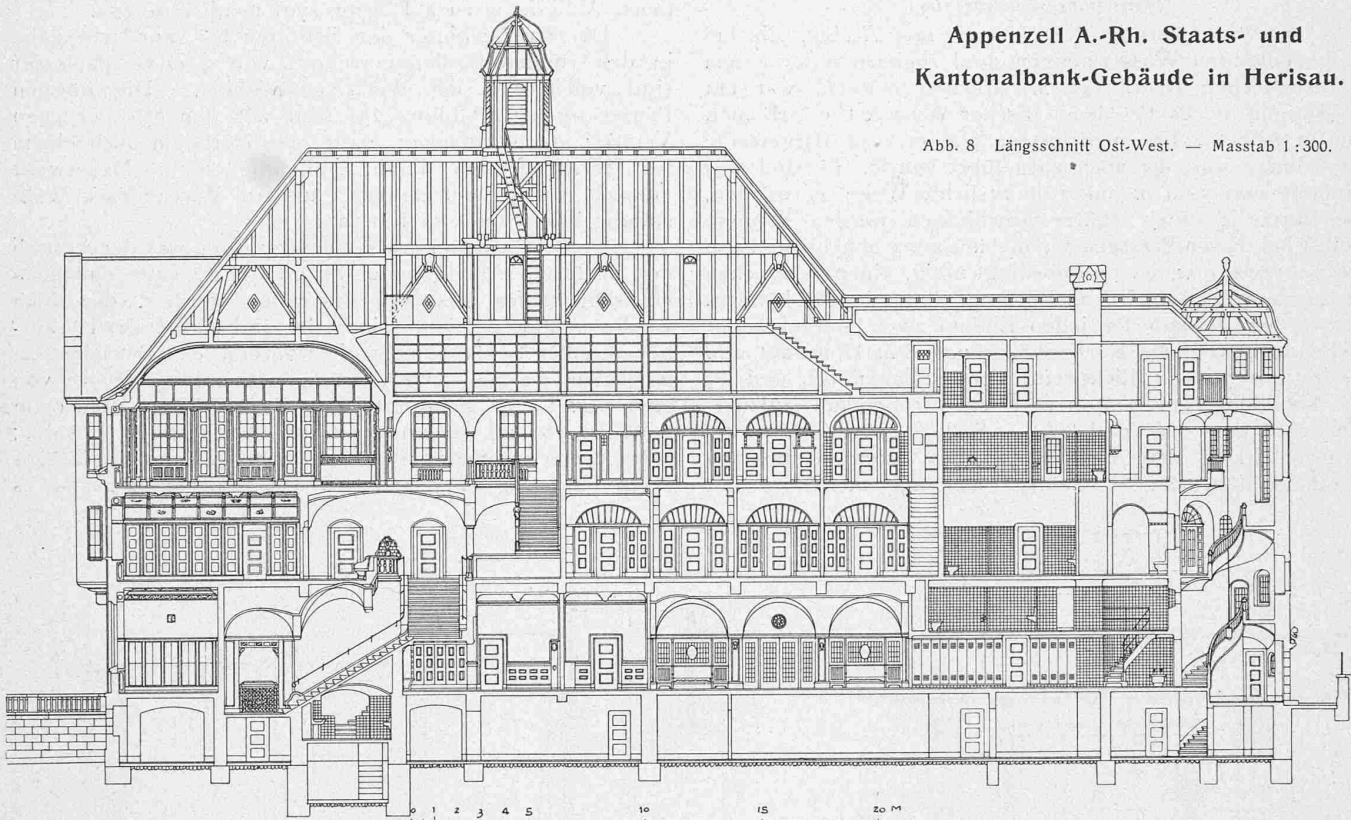 Appenzell A.-Rh. Staats- und
Kantonalbank-Gebäude in Herisau.
Abb. 8 Längsschnitt Ost-West. — Masstab 1 : 300.
0 1 2 3 4 5 10 15 20 M